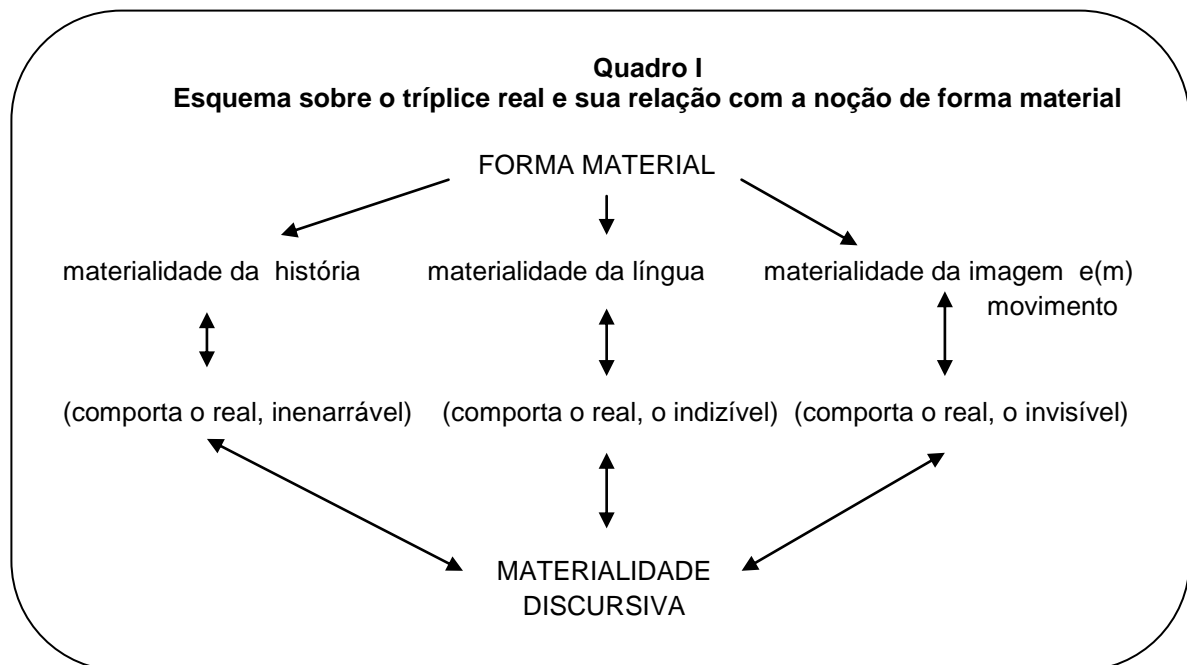 Quadro I
Esquema sobre o tríplice real e sua relação com a noção de forma material
FORMA MATERIAL
materialidade da história
materialidade da língua
materialidade da imagem e(m)
movimento
(comporta o real, inenarrável)
(comporta o real, o indizível)
(comporta o real, o invisível)
MATERIALIDADE
DISCURSIVA